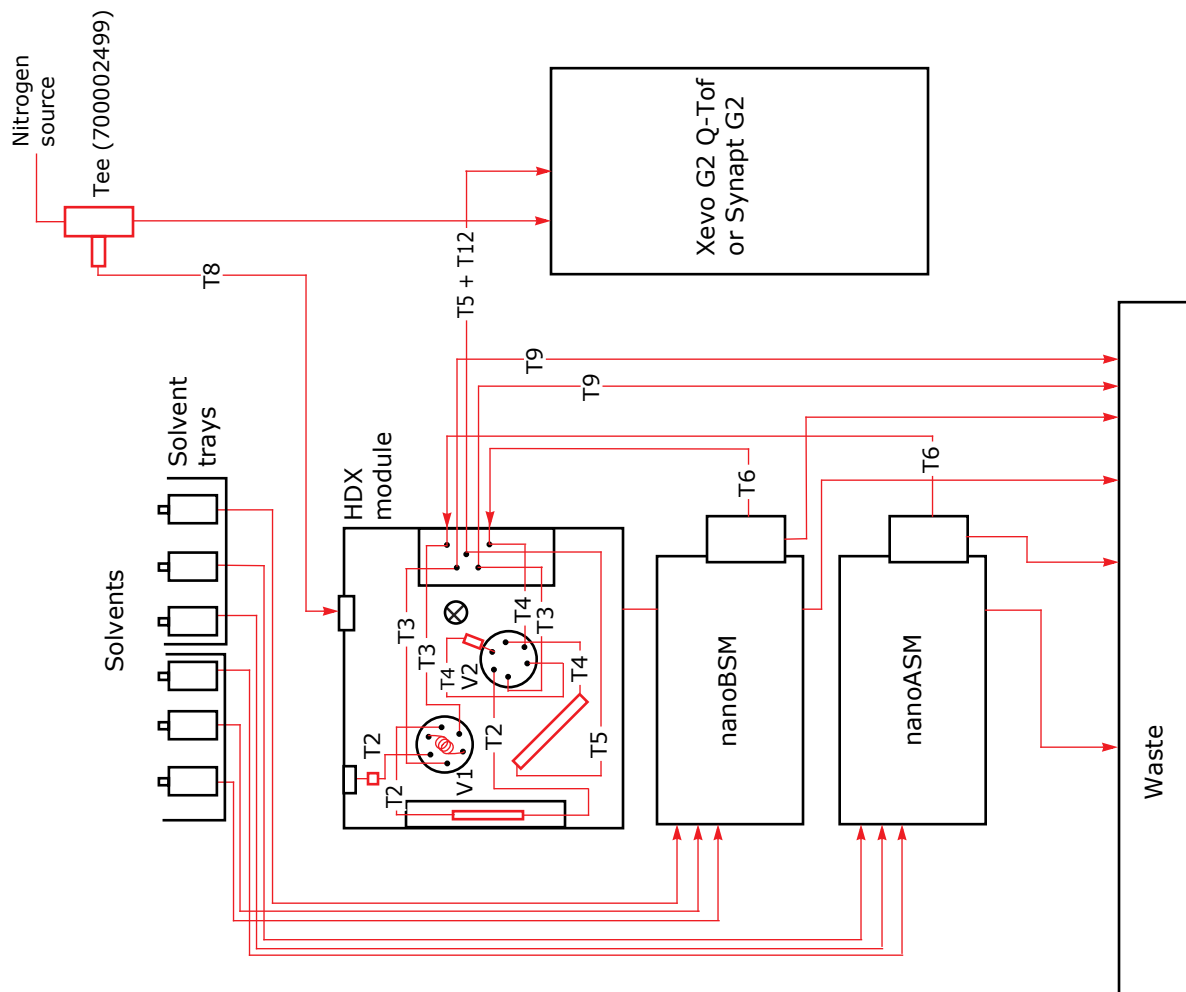 Nitrogen
source
Tee (700002499)
Xevo G2 Q-Tof
or Synapt G2
T5 + T12
T8
T9
T9
Solvent
trays
Solvents
HDX
module
T6
T6
T3
T3
T4
T3
T4
V2
T4
T2
T2
V1
T2
T5
nanoBSM
nanoASM
Waste